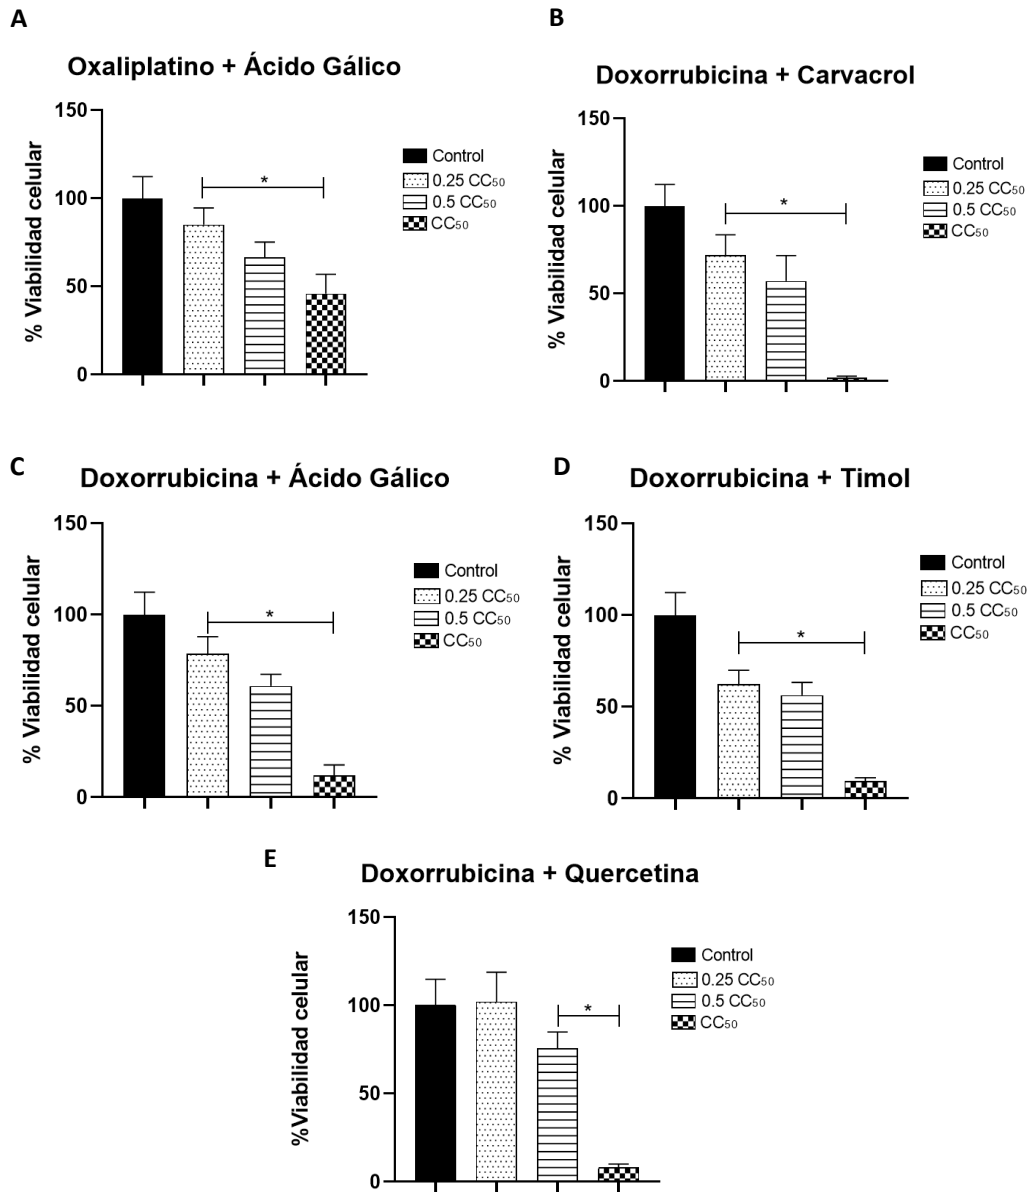 A
Oxaliplatino + Ácido Gálico
% Viabilidad celular
150
100
50
0
*
Control
0.25 CC₅₀
0.5 CC₅₀
CC₅₀
B
Doxorrubicina + Carvacrol
% Viabilidad celular
150
100
50
0
*
Control
0.25 CC₅₀
0.5 CC₅₀
CC₅₀
C
Doxorrubicina + Ácido Gálico
% Viabilidad celular
150
100
50
0
*
Control
0.25 CC₅₀
0.5 CC₅₀
CC₅₀
D
Doxorrubicina + Timol
% Viabilidad celular
150
100
50
0
*
Control
0.25 CC₅₀
0.5 CC₅₀
CC₅₀
E
Doxorrubicina + Quercetina
%Viabilidad celular
150
100
50
0
*
Control
0.25 CC₅₀
0.5 CC₅₀
CC₅₀